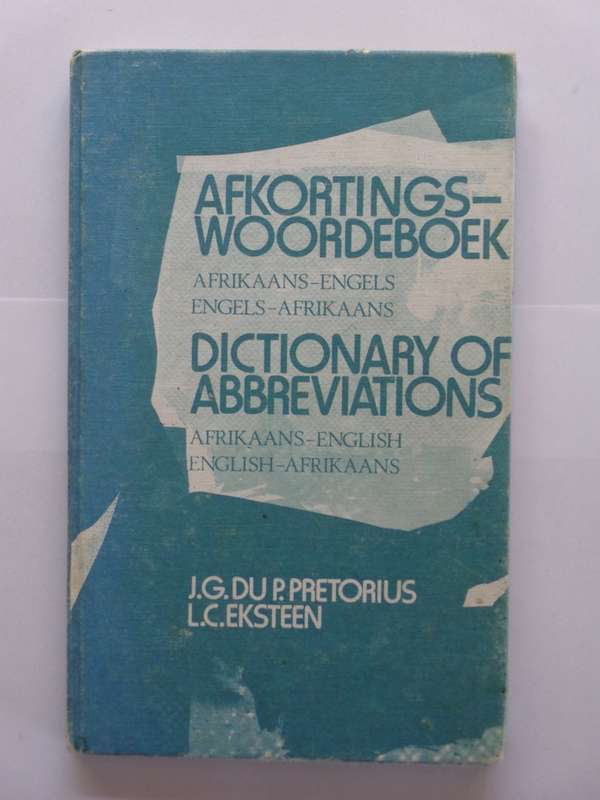 AFKORTINGS-
WOORDEBOEK
AFRIKAANS-ENGELS
ENGELS-AFRIKAANS
DICTIONARY OF
ABBREVIATIONS
AFRIKAANS-ENGLISH
ENGLISH-AFRIKAANS
J.G. DU P. PRETORIUS
L.C. EKSTEEN